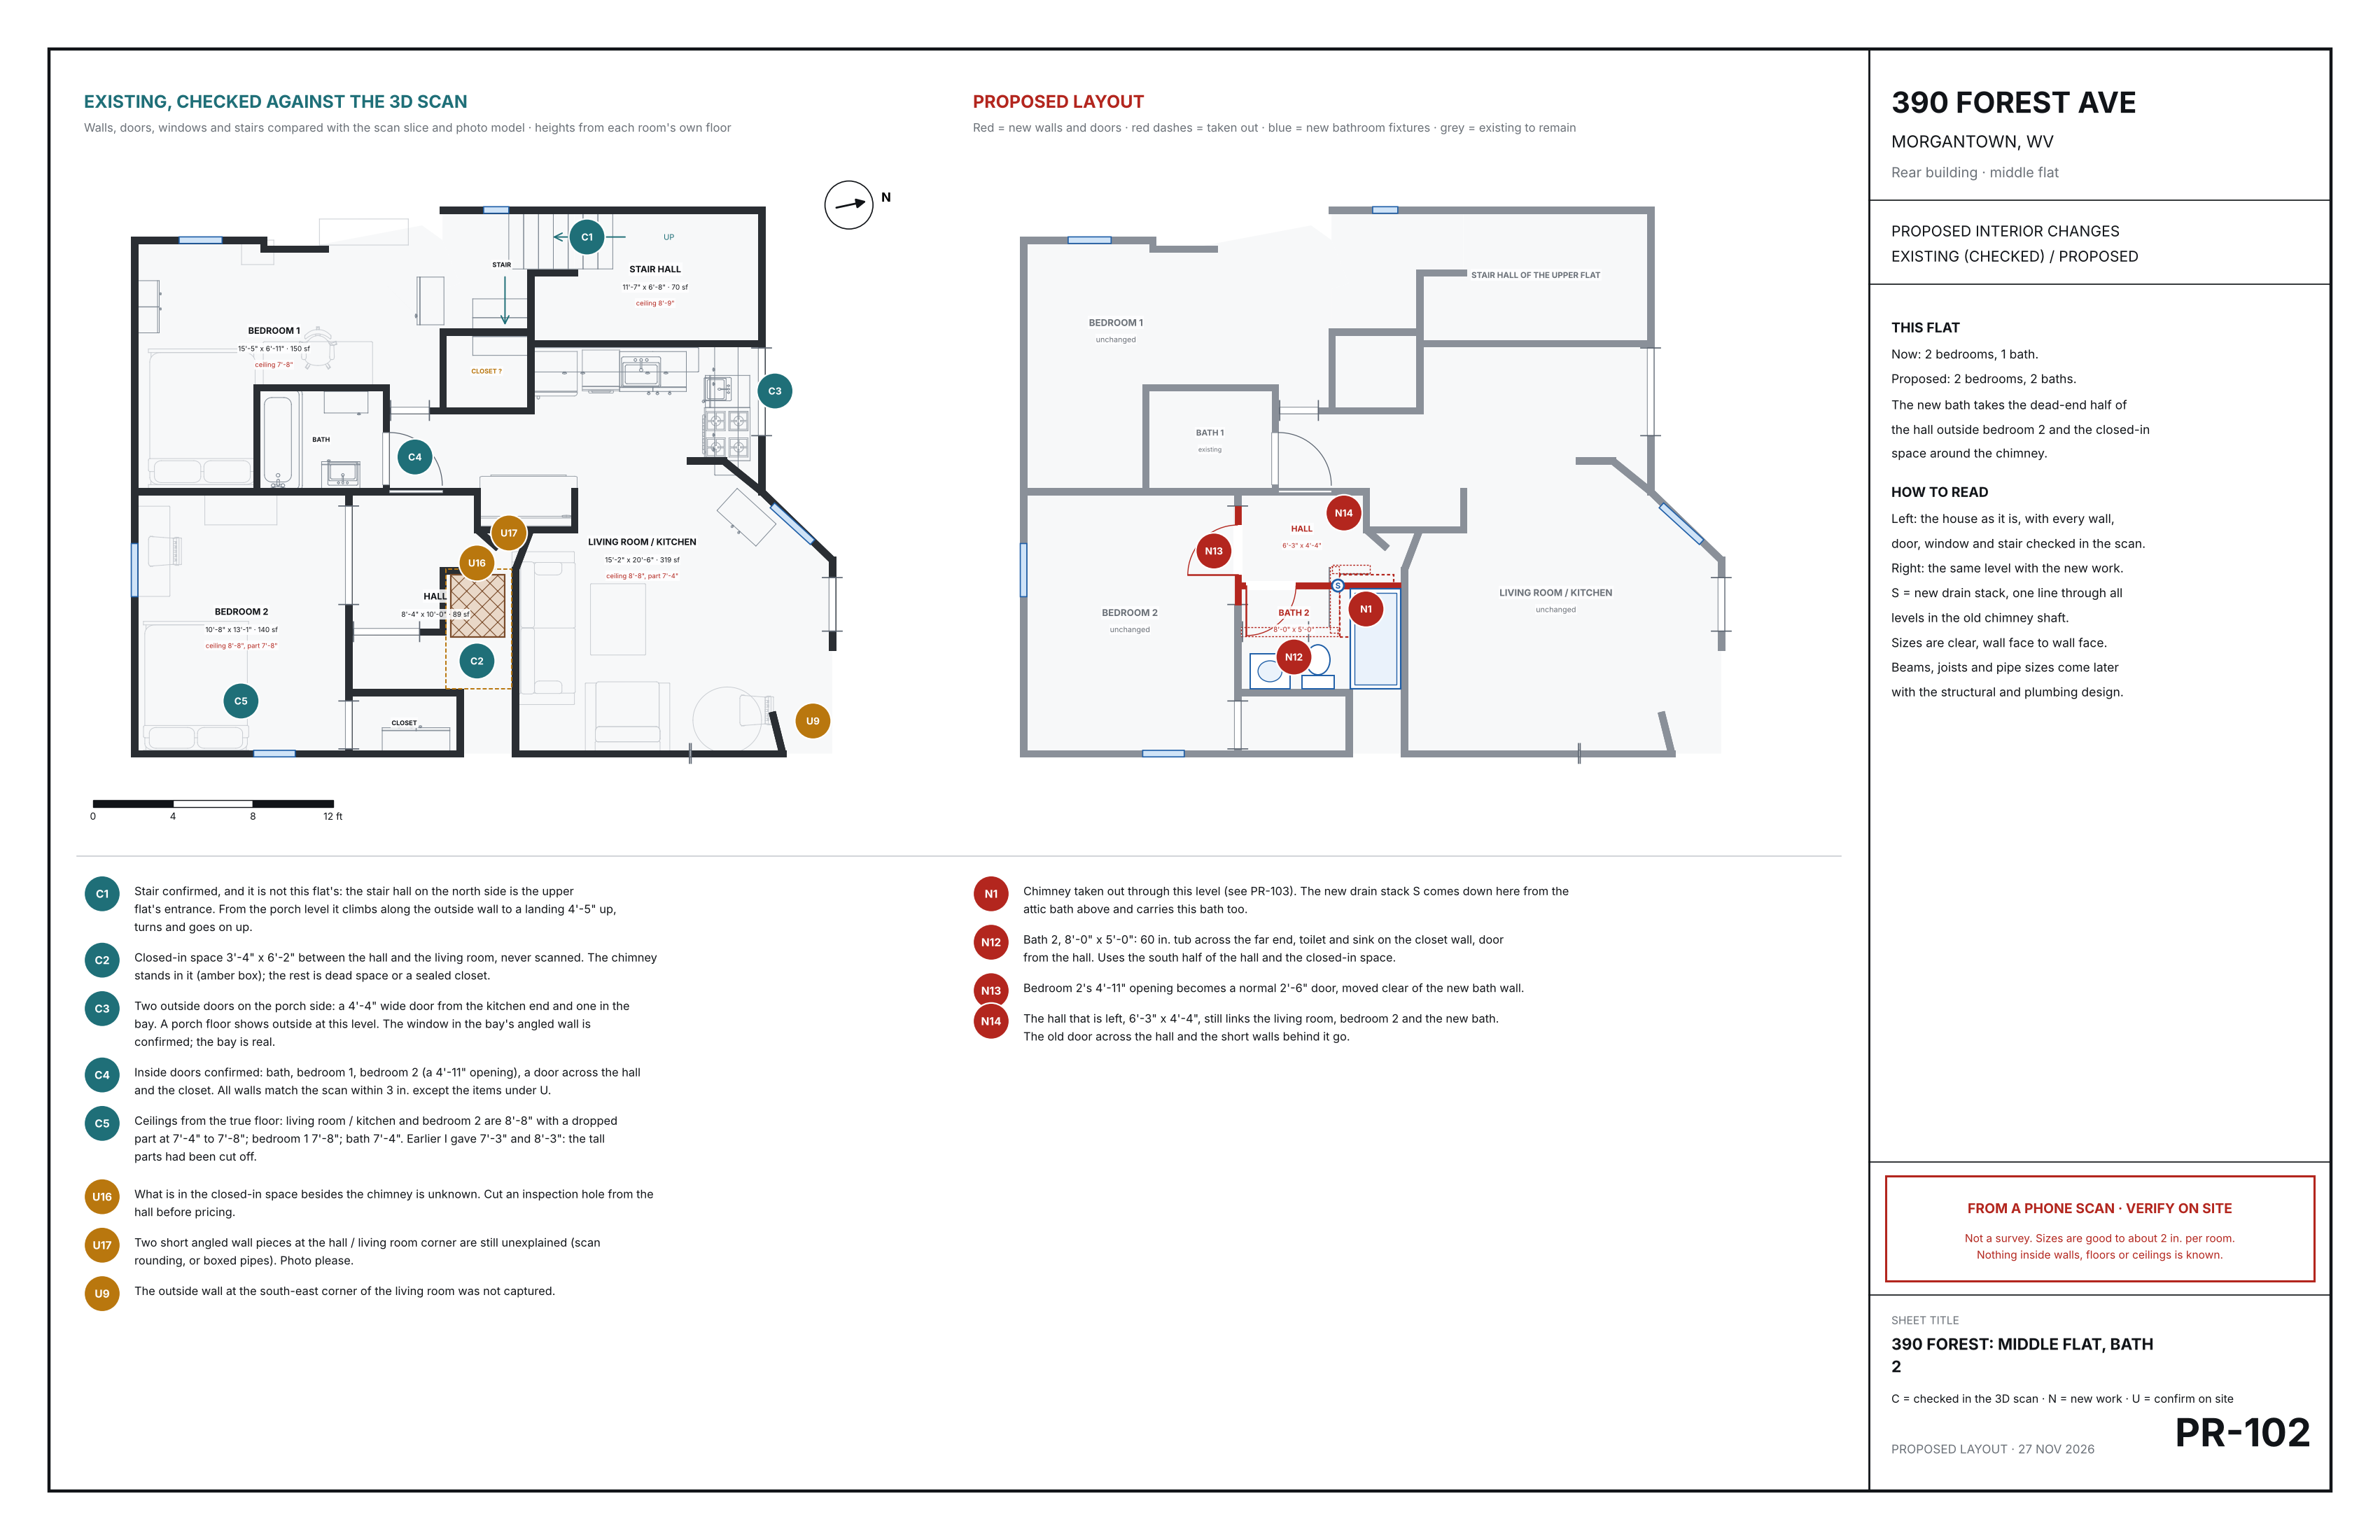 EXISTING, CHECKED AGAINST THE 3D SCAN
Walls, doors, windows and stairs compared with the scan slice and photo model · heights from each room's own floor
N
C1
UP
STAIR
STAIR HALL
11'-7" x 6'-8" · 70 sf
ceiling 8'-9"
BEDROOM 1
15'-5" x 6'-11" · 150 sf
ceiling 7'-8"
CLOSET ?
C3
BATH
C4
U17
U16
LIVING ROOM / KITCHEN
15'-2" x 20'-6" · 319 sf
ceiling 8'-8", part 7'-4"
HALL
8'-4" x 10'-0" · 89 sf
BEDROOM 2
10'-8" x 13'-1" · 140 sf
ceiling 8'-8", part 7'-8"
C2
C5
CLOSET
U9
0 4 8 12 ft
PROPOSED LAYOUT
Red = new walls and doors · red dashes = taken out · blue = new bathroom fixtures · grey = existing to remain
STAIR HALL OF THE UPPER FLAT
BEDROOM 1
unchanged
BATH 1
existing
N14
HALL
6'-3" x 4'-4"
N13
S
N1
BATH 2
8'-0" x 5'-0"
N12
BEDROOM 2
unchanged
LIVING ROOM / KITCHEN
unchanged
C1
Stair confirmed, and it is not this flat's: the stair hall on the north side is the upper
flat's entrance. From the porch level it climbs along the outside wall to a landing 4'-5" up,
turns and goes on up.
C2
Closed-in space 3'-4" x 6'-2" between the hall and the living room, never scanned. The chimney
stands in it (amber box); the rest is dead space or a sealed closet.
C3
Two outside doors on the porch side: a 4'-4" wide door from the kitchen end and one in the
bay. A porch floor shows outside at this level. The window in the bay's angled wall is
confirmed; the bay is real.
C4
Inside doors confirmed: bath, bedroom 1, bedroom 2 (a 4'-11" opening), a door across the hall
and the closet. All walls match the scan within 3 in. except the items under U.
C5
Ceilings from the true floor: living room / kitchen and bedroom 2 are 8'-8" with a dropped
part at 7'-4" to 7'-8"; bedroom 1 7'-8"; bath 7'-4". Earlier I gave 7'-3" and 8'-3": the tall
parts had been cut off.
U16
What is in the closed-in space besides the chimney is unknown. Cut an inspection hole from the
hall before pricing.
U17
Two short angled wall pieces at the hall / living room corner are still unexplained (scan
rounding, or boxed pipes). Photo please.
U9
The outside wall at the south-east corner of the living room was not captured.
N1
Chimney taken out through this level (see PR-103). The new drain stack S comes down here from the
attic bath above and carries this bath too.
N12
Bath 2, 8'-0" x 5'-0": 60 in. tub across the far end, toilet and sink on the closet wall, door
from the hall. Uses the south half of the hall and the closed-in space.
N13
Bedroom 2's 4'-11" opening becomes a normal 2'-6" door, moved clear of the new bath wall.
N14
The hall that is left, 6'-3" x 4'-4", still links the living room, bedroom 2 and the new bath.
The old door across the hall and the short walls behind it go.
390 FOREST AVE
MORGANTOWN, WV
Rear building · middle flat
PROPOSED INTERIOR CHANGES
EXISTING (CHECKED) / PROPOSED
THIS FLAT
Now: 2 bedrooms, 1 bath.
Proposed: 2 bedrooms, 2 baths.
The new bath takes the dead-end half of
the hall outside bedroom 2 and the closed-in
space around the chimney.
HOW TO READ
Left: the house as it is, with every wall,
door, window and stair checked in the scan.
Right: the same level with the new work.
S = new drain stack, one line through all
levels in the old chimney shaft.
Sizes are clear, wall face to wall face.
Beams, joists and pipe sizes come later
with the structural and plumbing design.
FROM A PHONE SCAN · VERIFY ON SITE
Not a survey. Sizes are good to about 2 in. per room.
Nothing inside walls, floors or ceilings is known.
SHEET TITLE
390 FOREST: MIDDLE FLAT, BATH
2
C = checked in the 3D scan · N = new work · U = confirm on site
PROPOSED LAYOUT · 27 NOV 2026
PR-102